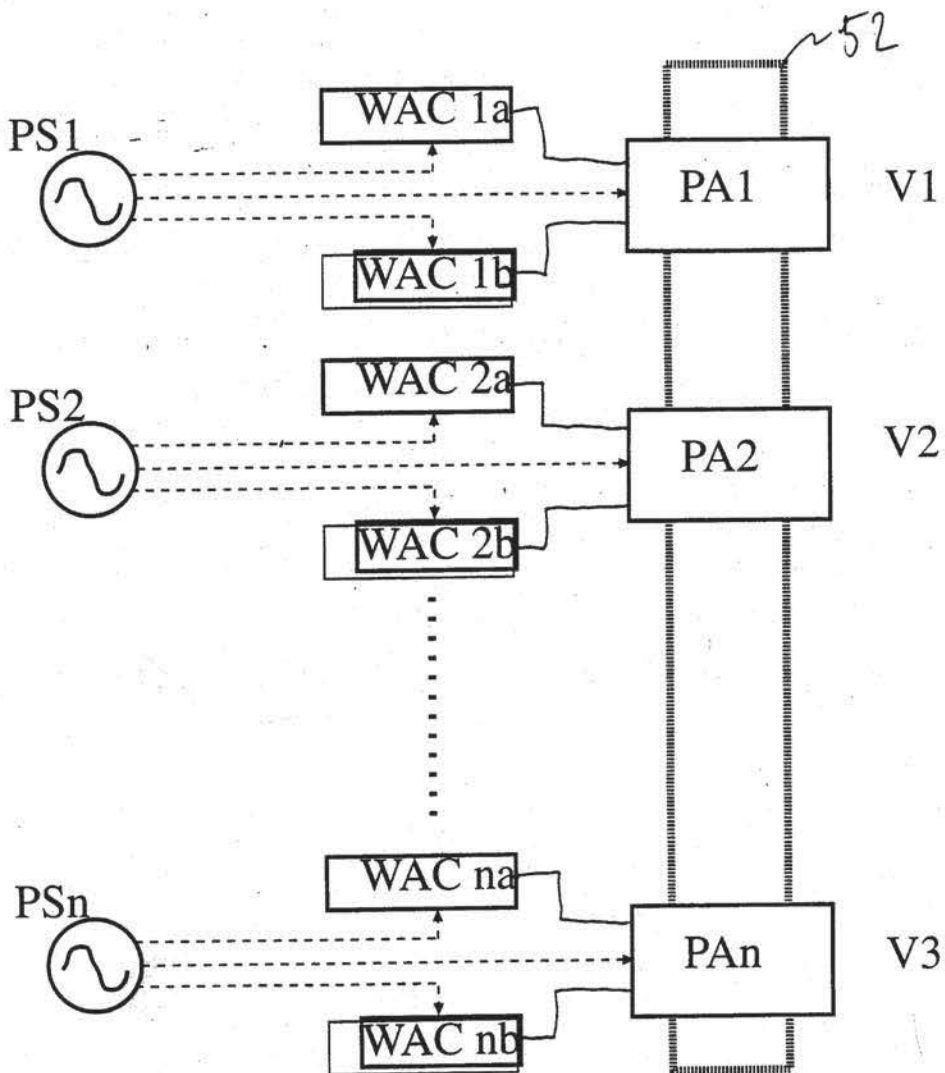 52
WAC 1a
PS1
PA1
V1
WAC 1b
WAC 2a
PS2
PA2
V2
WAC 2b
WAC na
PSn
PAn
V3
WAC nb